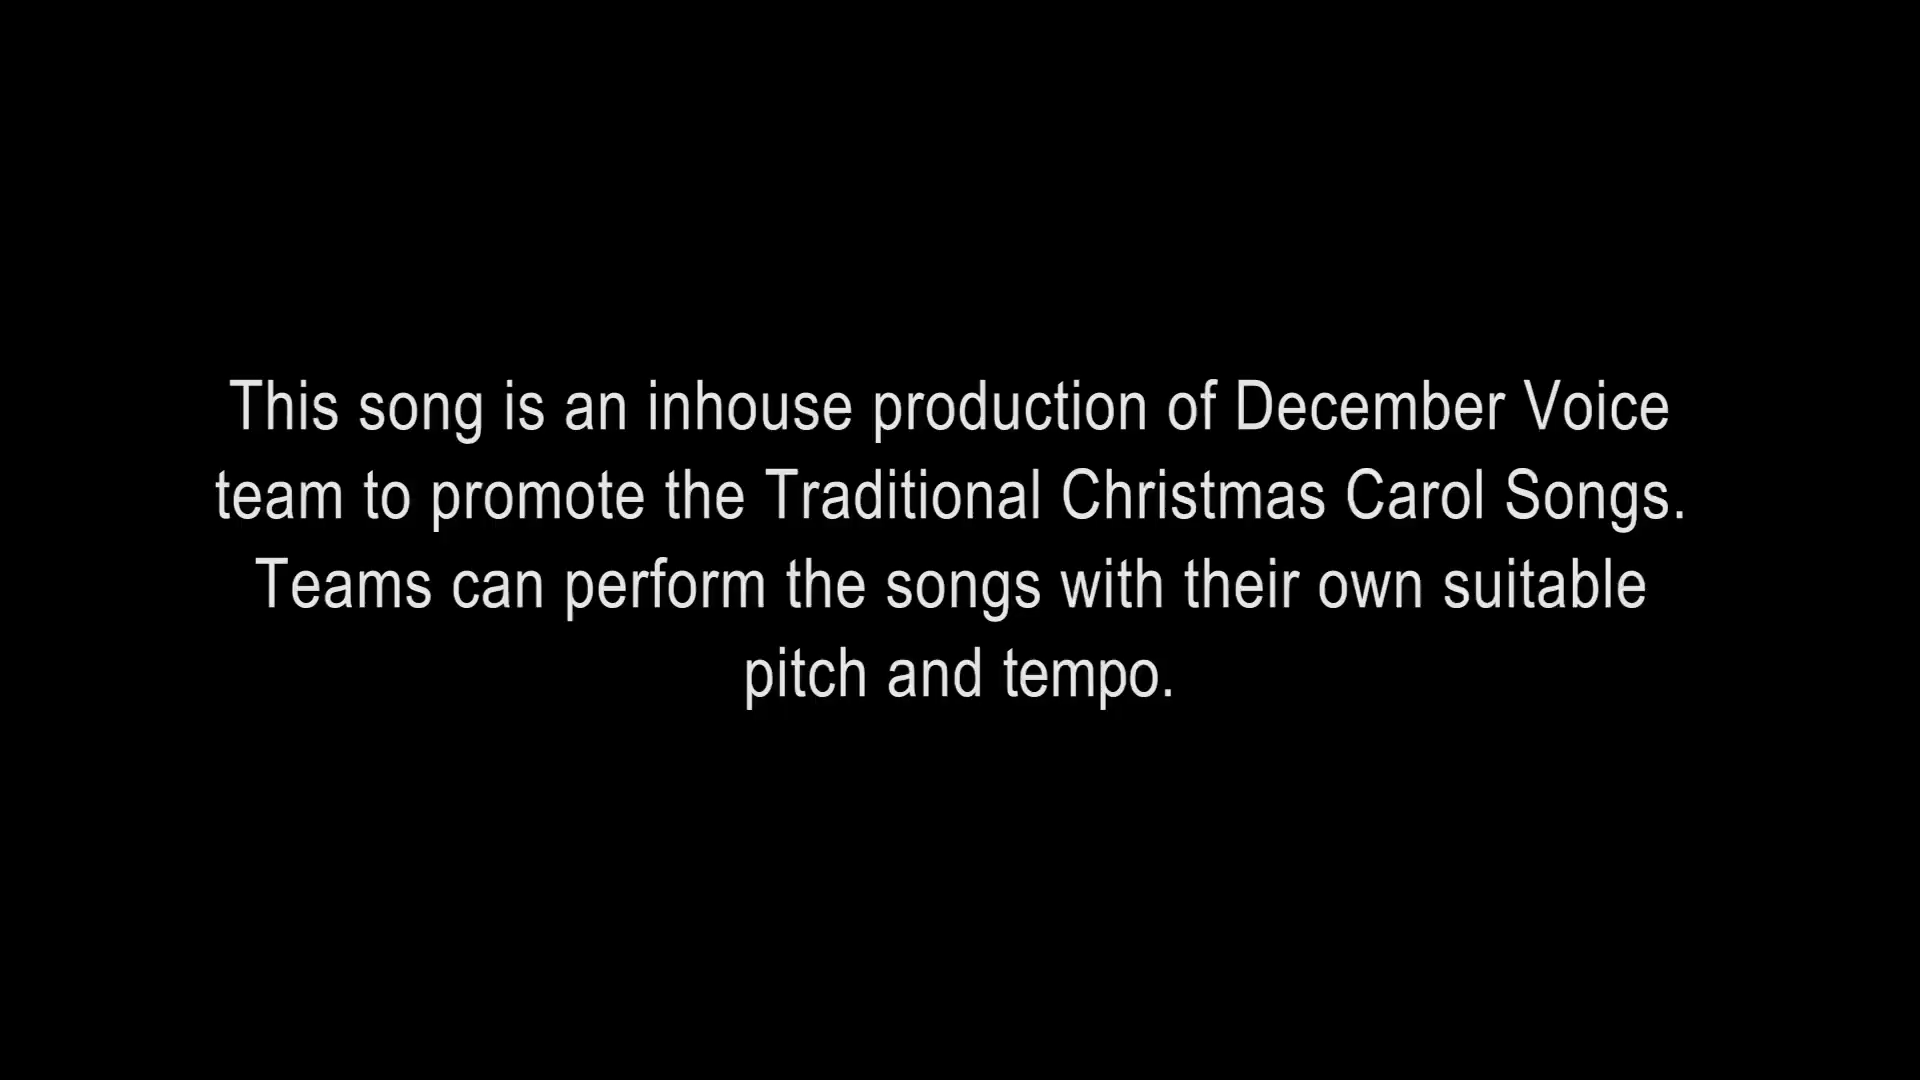 This song is an inhouse production of December Voice
team to promote the Traditional Christmas Carol Songs.
Teams can perform the songs with their own suitable
pitch and tempo.